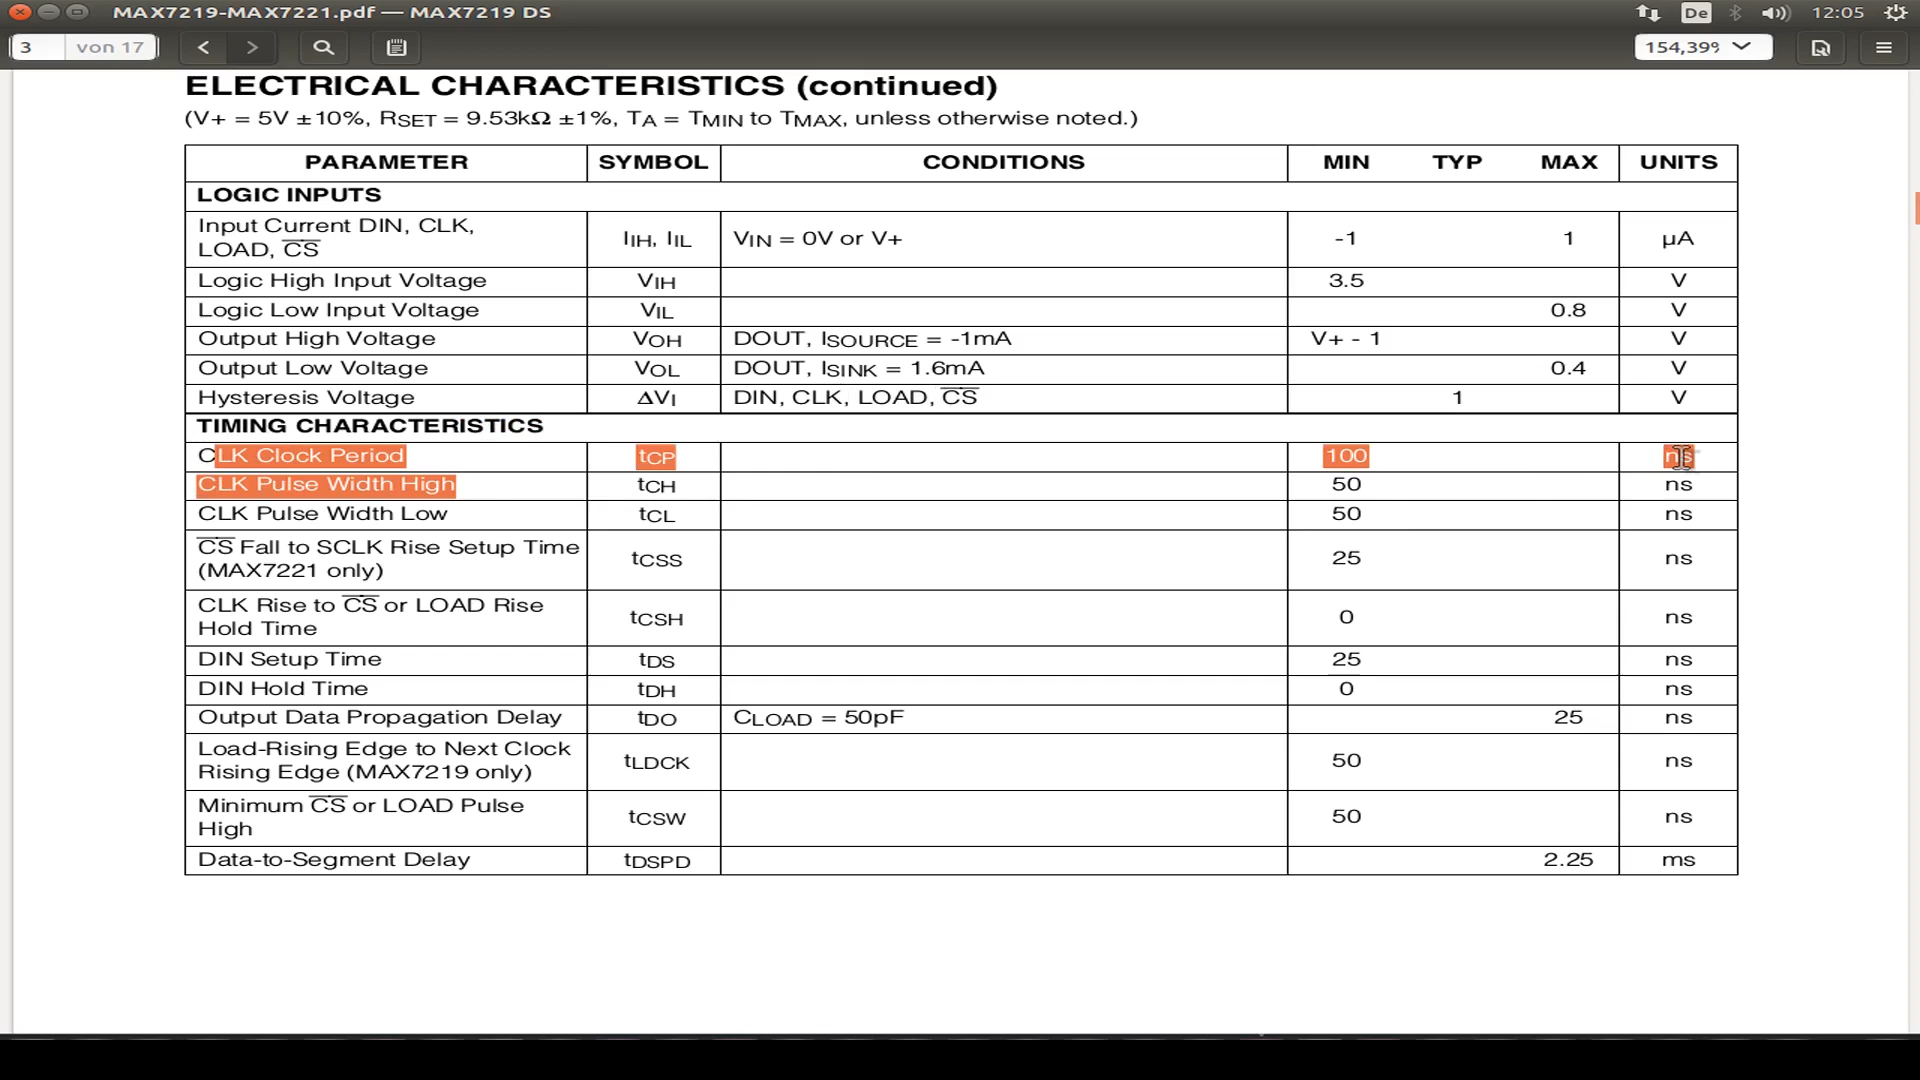 MAX7219-MAX7221.pdf — MAX7219 DS
De
12:05
3 von 17
154,39%
ELECTRICAL CHARACTERISTICS (continued)
(V+ = 5V ±10%, RSET = 9.53kΩ ±1%, TA = TMIN to TMAX, unless otherwise noted.)
PARAMETER SYMBOL CONDITIONS MIN TYP MAX UNITS
LOGIC INPUTS
Input Current DIN, CLK,
LOAD, C̅S̅ IIH, IIL VIN = 0V or V+ -1 1 µA
Logic High Input Voltage VIH 3.5 V
Logic Low Input Voltage VIL 0.8 V
Output High Voltage VOH DOUT, ISOURCE = -1mA V+ - 1 V
Output Low Voltage VOL DOUT, ISINK = 1.6mA 0.4 V
Hysteresis Voltage ΔVI DIN, CLK, LOAD, C̅S̅ 1 V
TIMING CHARACTERISTICS
CLK Clock Period tCP 100 ns
CLK Pulse Width High tCH 50 ns
CLK Pulse Width Low tCL 50 ns
C̅S̅ Fall to SCLK Rise Setup Time
(MAX7221 only) tCSS 25 ns
CLK Rise to C̅S̅ or LOAD Rise
Hold Time tCSH 0 ns
DIN Setup Time tDS 25 ns
DIN Hold Time tDH 0 ns
Output Data Propagation Delay tDO CLOAD = 50pF 25 ns
Load-Rising Edge to Next Clock
Rising Edge (MAX7219 only) tLDCK 50 ns
Minimum C̅S̅ or LOAD Pulse
High tCSW 50 ns
Data-to-Segment Delay tDSPD 2.25 ms